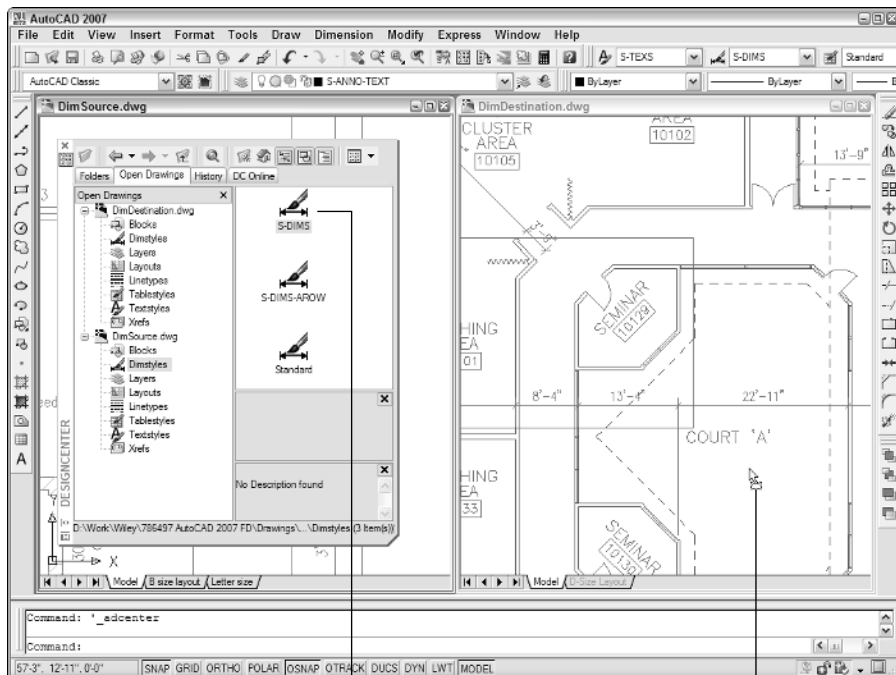 AutoCAD 2007
File Edit View Insert Format Tools Draw Dimension Modify Express Window Help
S-TEXS S-DIMS Standard
AutoCAD Classic S-ANNO-TEXT ByLayer ByLayer
DimSource.dwg
DimDestination.dwg
Folders Open Drawings History DC Online
Open Drawings
DimDestination.dwg
Blocks
Dimstyles
Layers
Layouts
Linetypes
Tablestyles
Textstyles
Xrefs
DimSource.dwg
Blocks
Dimstyles
Layers
Layouts
Linetypes
Tablestyles
Textstyles
Xrefs
S-DIMS
S-DIMS-AROW
Standard
No Description found
DESIGNCENTER
D:\Work\Wiley\786497 AutoCAD 2007 FD\Drawings\...\Dimstyles (3 Item(s))
Y
X
Model B size layout Letter size
CLUSTER
AREA
10105
AREA
10102
13'-9"
SEMINAR
10129
HING
EA
01
8'-4" 13'-4" 22'-11"
COURT 'A'
HING
EA
33
SEMINAR
10130
Model D-Size Layout
Command: '_adcenter
Command:
57-3", 12-11", 0'-0" SNAP GRID ORTHO POLAR OSNAP OTRACK DUCS DYN LWT MODEL